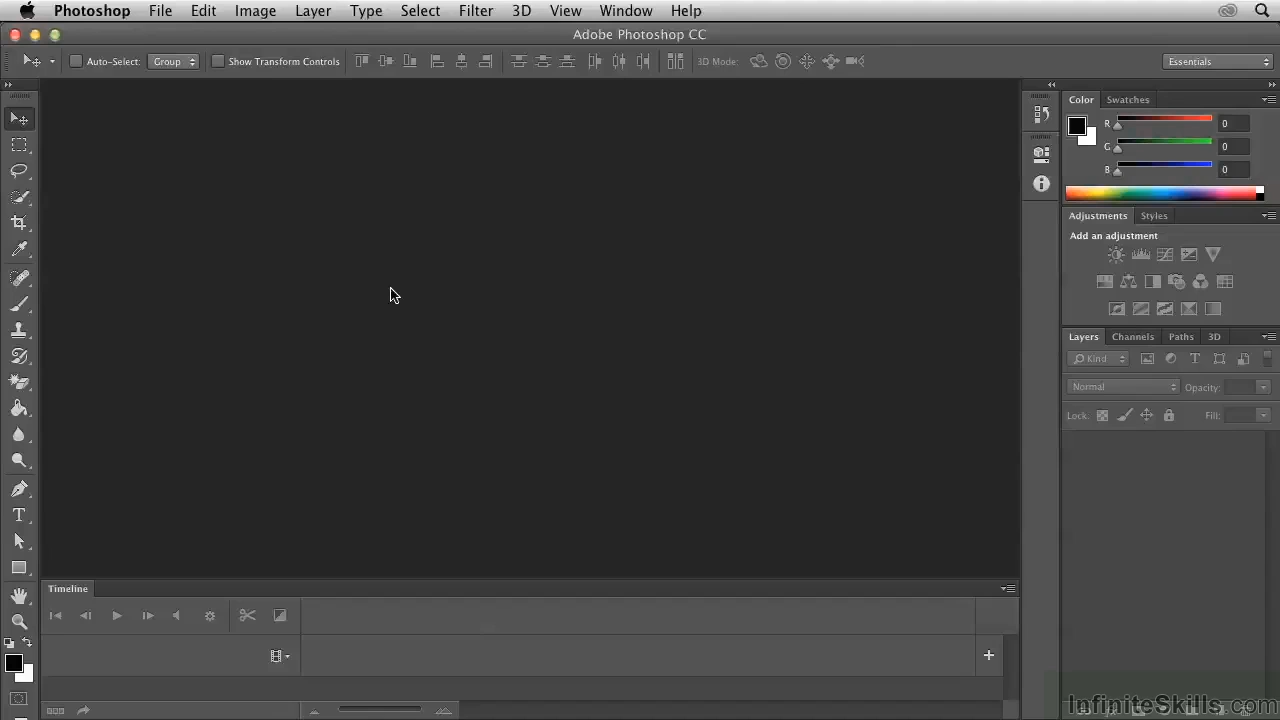 Photoshop File Edit Image Layer Type Select Filter 3D View Window Help
Adobe Photoshop CC
Auto-Select: Group Show Transform Controls 3D Mode: Essentials
Color Swatches
R 0
G 0
B 0
Adjustments Styles
Add an adjustment
Layers Channels Paths 3D
Kind T
Normal Opacity:
Lock: Fill:
T
Timeline
InfiniteSkills.com